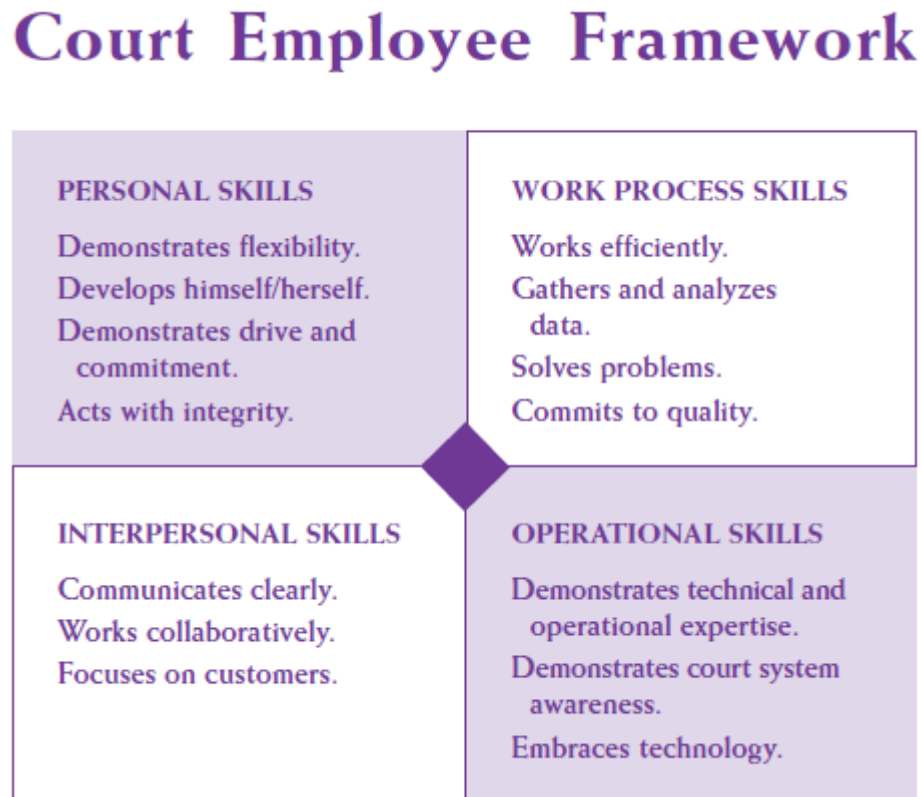 Court Employee Framework
PERSONAL SKILLS
Demonstrates flexibility.
Develops himself/herself.
Demonstrates drive and
commitment.
Acts with integrity.
WORK PROCESS SKILLS
Works efficiently.
Gathers and analyzes
data.
Solves problems.
Commits to quality.
INTERPERSONAL SKILLS
Communicates clearly.
Works collaboratively.
Focuses on customers.
OPERATIONAL SKILLS
Demonstrates technical and
operational expertise.
Demonstrates court system
awareness.
Embraces technology.